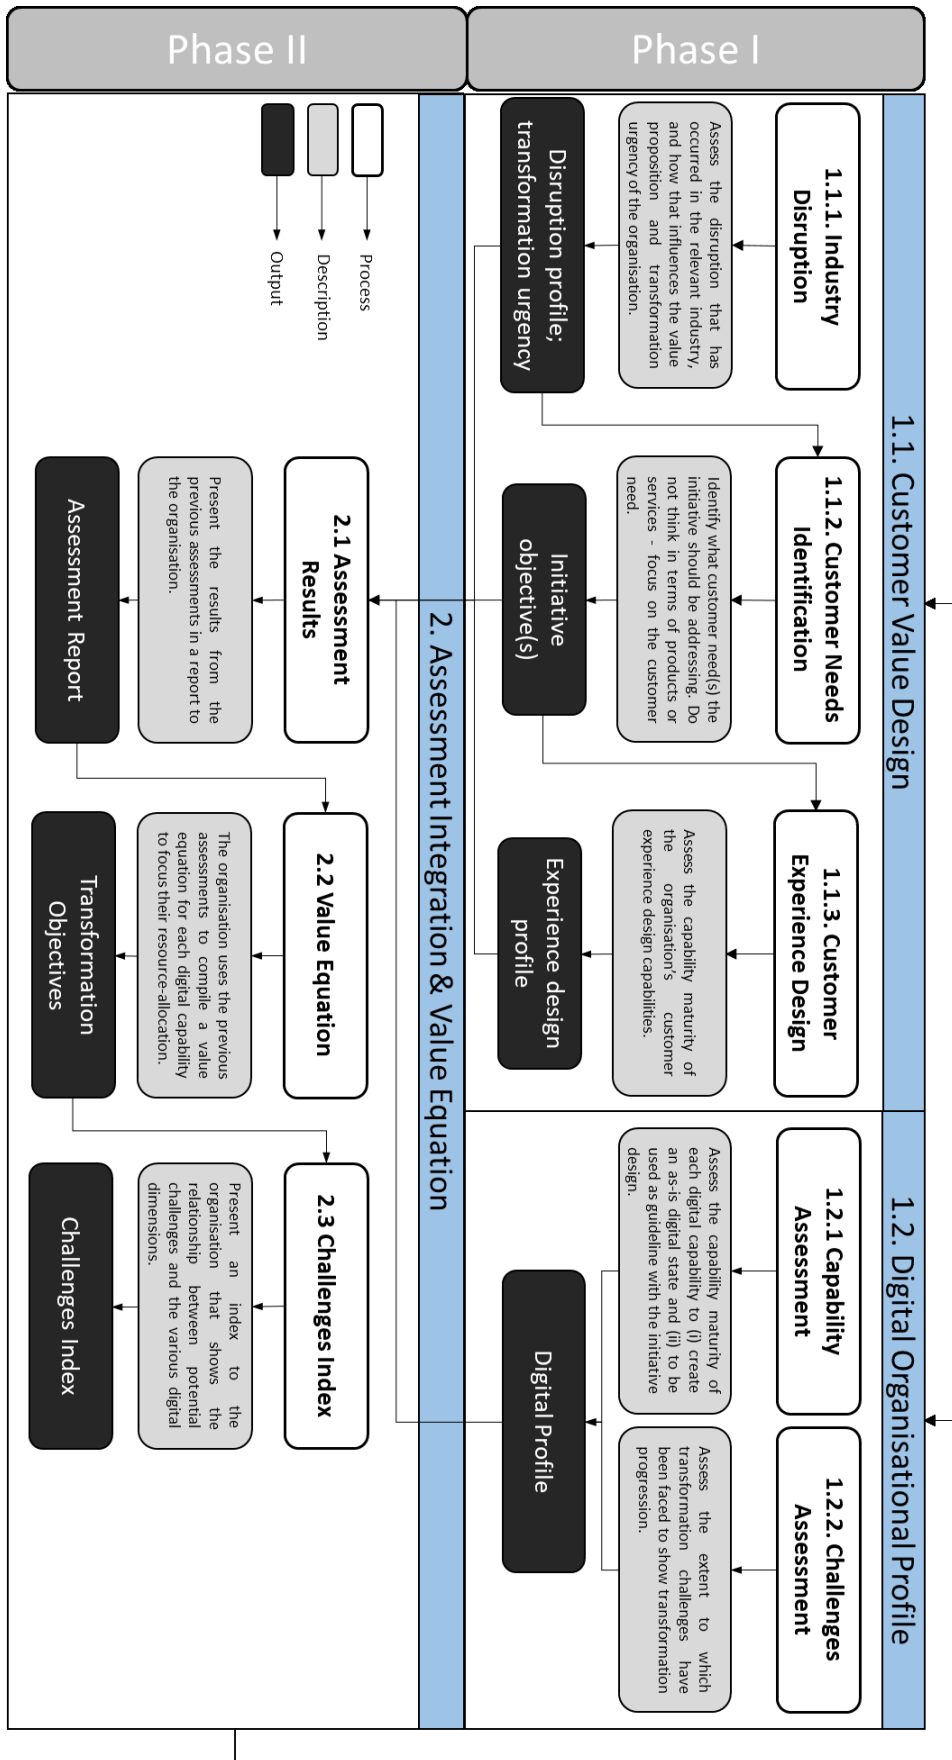 Phase I
1.1. Customer Value Design
1.1.1. Industry
Disruption
Assess the disruption that has
occurred in the relevant industry,
and how that influences the value
proposition and transformation
urgency of the organisation.
Disruption profile;
transformation urgency
1.1.2. Customer Needs
Identification
Identify what customer need(s) the
initiative should be addressing. Do
not think in terms of products or
services - focus on the customer
need.
Initiative
objective(s)
1.1.3. Customer
Experience Design
Assess the capability maturity of
the organisation's customer
experience design capabilities.
Experience design
profile
1.2. Digital Organisational Profile
1.2.1 Capability
Assessment
Assess the capability maturity of
each digital capability to (i) create
an as-is digital state and (ii) to be
used as guideline with the initiative
design.
1.2.2. Challenges
Assessment
Assess the extent to which
transformation challenges have
been faced to show transformation
progression.
Digital Profile
Phase II
2. Assessment Integration & Value Equation
2.1 Assessment
Results
Present the results from the
previous assessments in a report to
the organisation.
Assessment Report
2.2 Value Equation
The organisation uses the previous
assessments to compile a value
equation for each digital capability
to focus their resource-allocation.
Transformation
Objectives
2.3 Challenges Index
Present an index to the
organisation that shows the
relationship between potential
challenges and the various digital
dimensions.
Challenges Index
Process
Description
Output